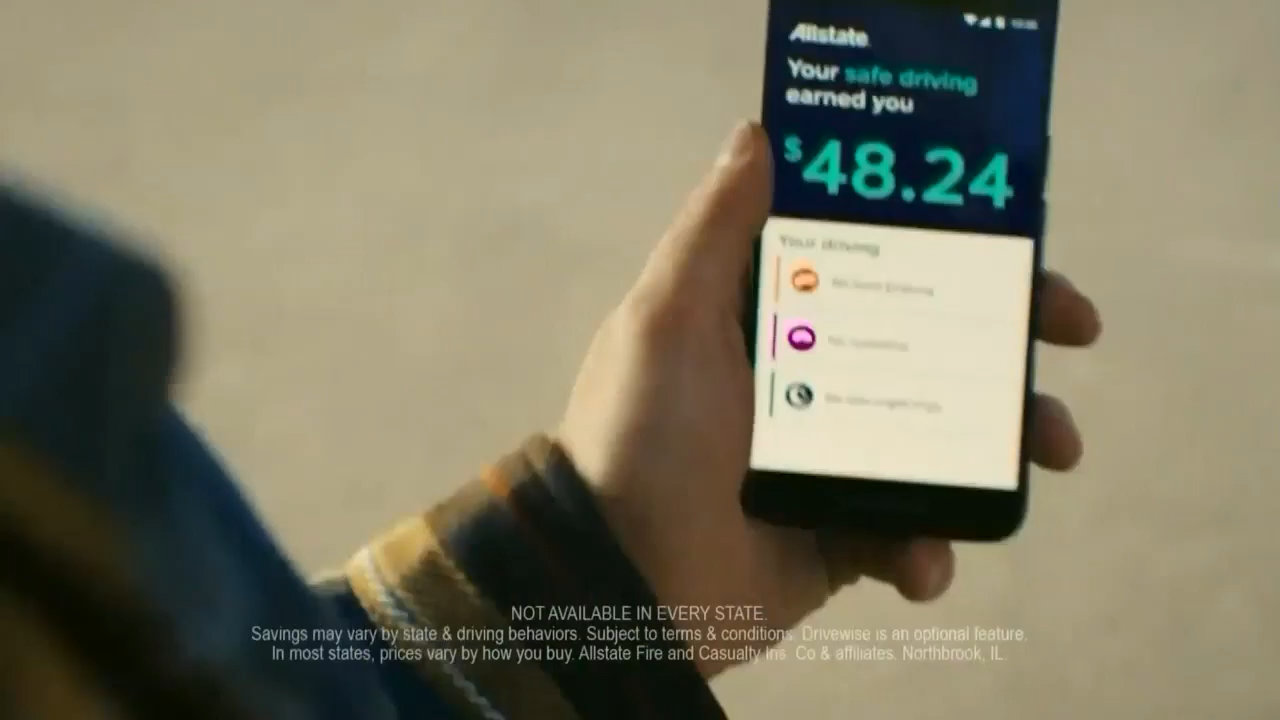 Allstate
Your safe driving
earned you
$48.24
Your driving
NOT AVAILABLE IN EVERY STATE.
Savings may vary by state & driving behaviors. Subject to terms & conditions. Drivewise is an optional feature.
In most states, prices vary by how you buy. Allstate Fire and Casualty Ins. Co & affiliates. Northbrook, IL.